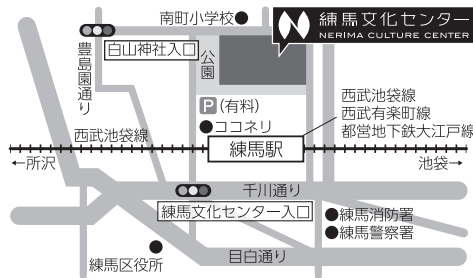 南町小学校
練馬文化センター
NERIMA CULTURE CENTER
白山神社入口
豊島園通り
公園
P (有料)
ココネリ
西武池袋線
西武有楽町線
都営地下鉄大江戸線
西武池袋線
練馬駅
←所沢
池袋→
千川通り
練馬文化センター入口
練馬消防署
練馬警察署
練馬区役所
目白通り